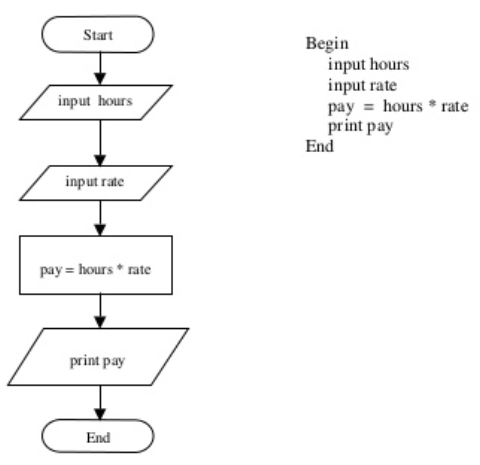 Start
input hours
input rate
pay = hours * rate
print pay
End
Begin
input hours
input rate
pay = hours * rate
print pay
End